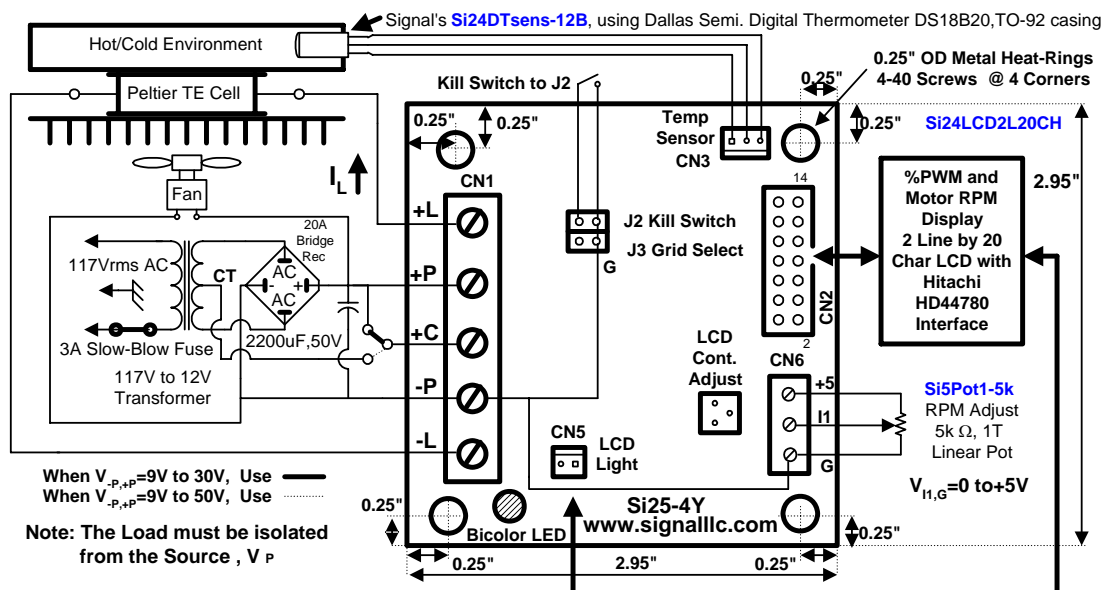 Signal's Si24DTsens-12B, using Dallas Semi. Digital Thermometer DS18B20,TO-92 casing
Hot/Cold Environment
Peltier TE Cell
Fan
I L
Kill Switch to J2
0.25" OD Metal Heat-Rings
4-40 Screws @ 4 Corners
0.25"
0.25"
0.25"
0.25"
Temp
Sensor
CN3
Si24LCD2L20CH
CN1
+L
+P
+C
-P
-L
20A
Bridge
Rec
AC
- +
AC
117Vrms AC
CT
3A Slow-Blow Fuse
2200uF,50V
117V to 12V
Transformer
J2 Kill Switch
J3 Grid Select
G
14
CN2
2
%PWM and
Motor RPM
Display
2 Line by 20
Char LCD with
Hitachi
HD44780
Interface
2.95"
LCD
Cont.
Adjust
CN6
+5
I1
G
Si5Pot1-5k
RPM Adjust
5k Ω, 1T
Linear Pot
V I1,G=0 to+5V
CN5
LCD
Light
When V -P,+P=9V to 30V, Use
When V -P,+P=9V to 50V, Use
Note: The Load must be isolated
from the Source , V P
0.25"
Bicolor LED
Si25-4Y
www.signalllc.com
0.25"
0.25"
2.95"
0.25"